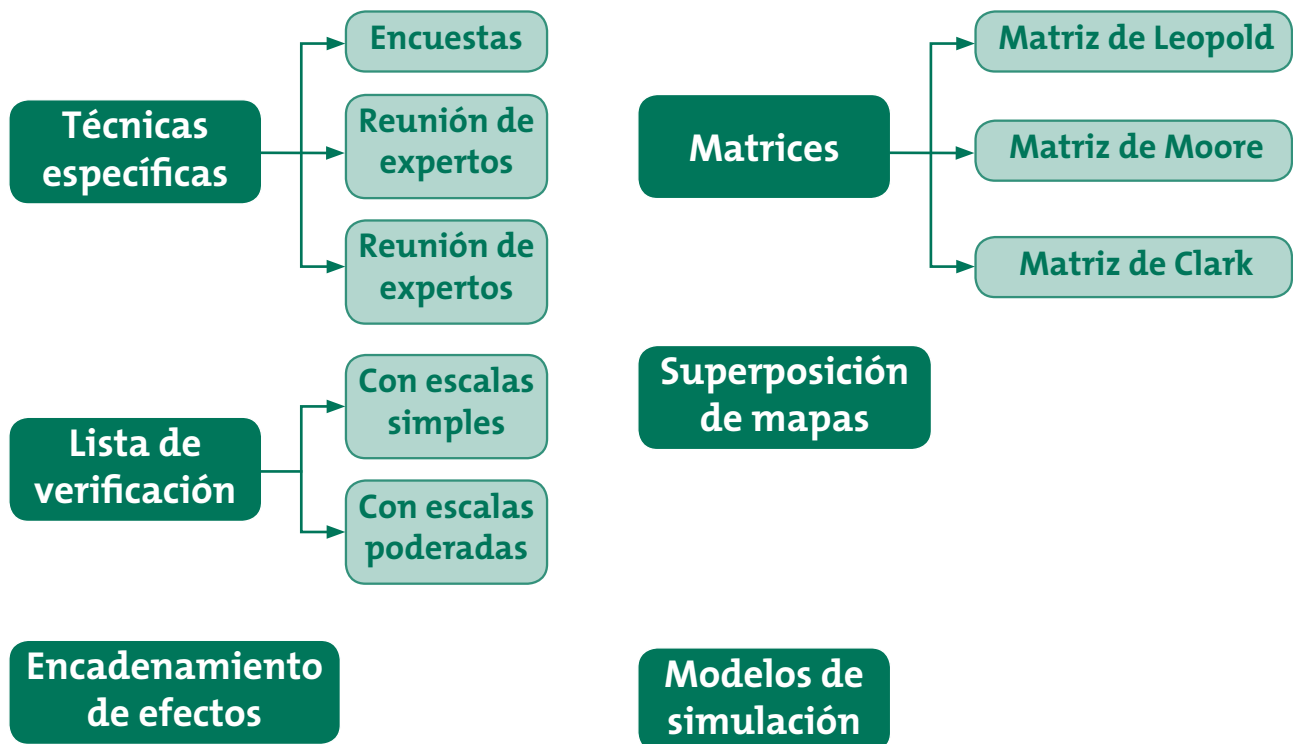 Técnicas
específicas
Encuestas
Reunión de
expertos
Reunión de
expertos
Lista de
verificación
Con escalas
simples
Con escalas
poderadas
Encadenamiento
de efectos
Matrices
Matriz de Leopold
Matriz de Moore
Matriz de Clark
Superposición
de mapas
Modelos de
simulación